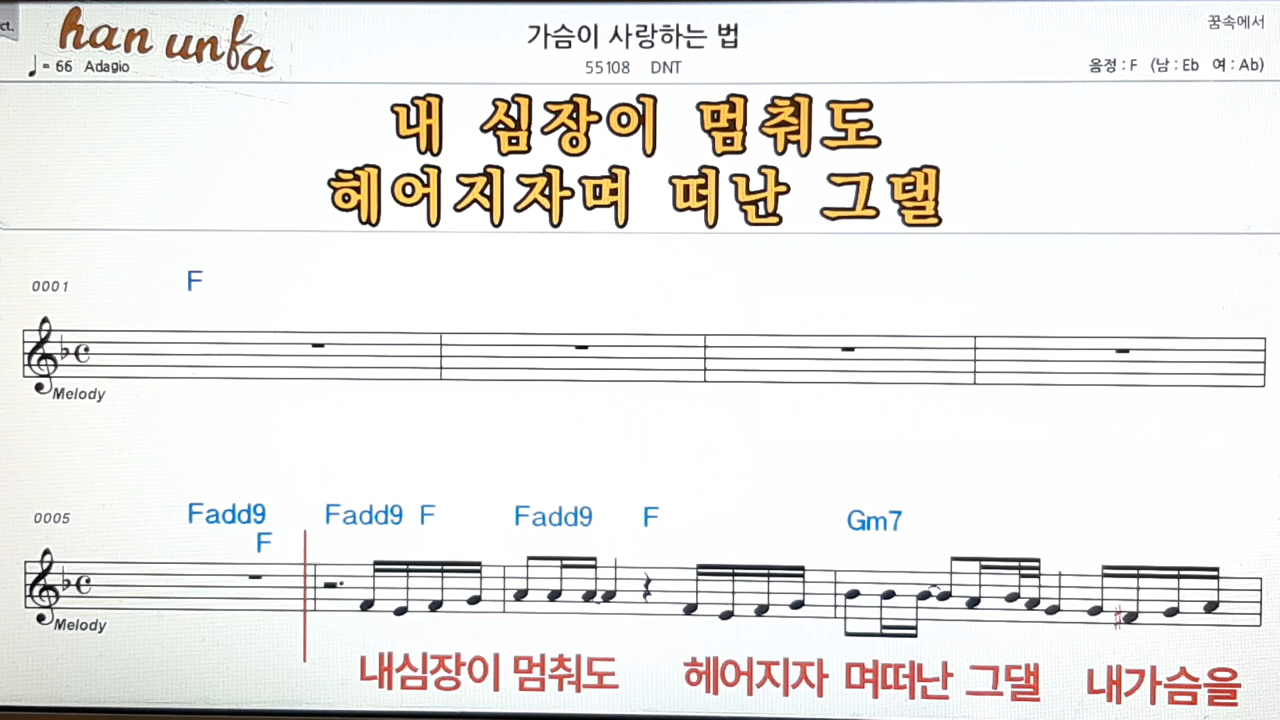 ct.
han unfa
가슴이 사랑하는 법
꿈속에서
♩= 66 Adagio
55108 DNT
음정 : F (남 : Eb 여 : Ab)
내 심장이 멈춰도
헤어지자며 떠난 그댈
0001 F
Melody
0005 Fadd9 F Fadd9 F Fadd9 F Gm7
Melody
내심장이 멈춰도 헤어지자 며떠난 그댈 내가슴을